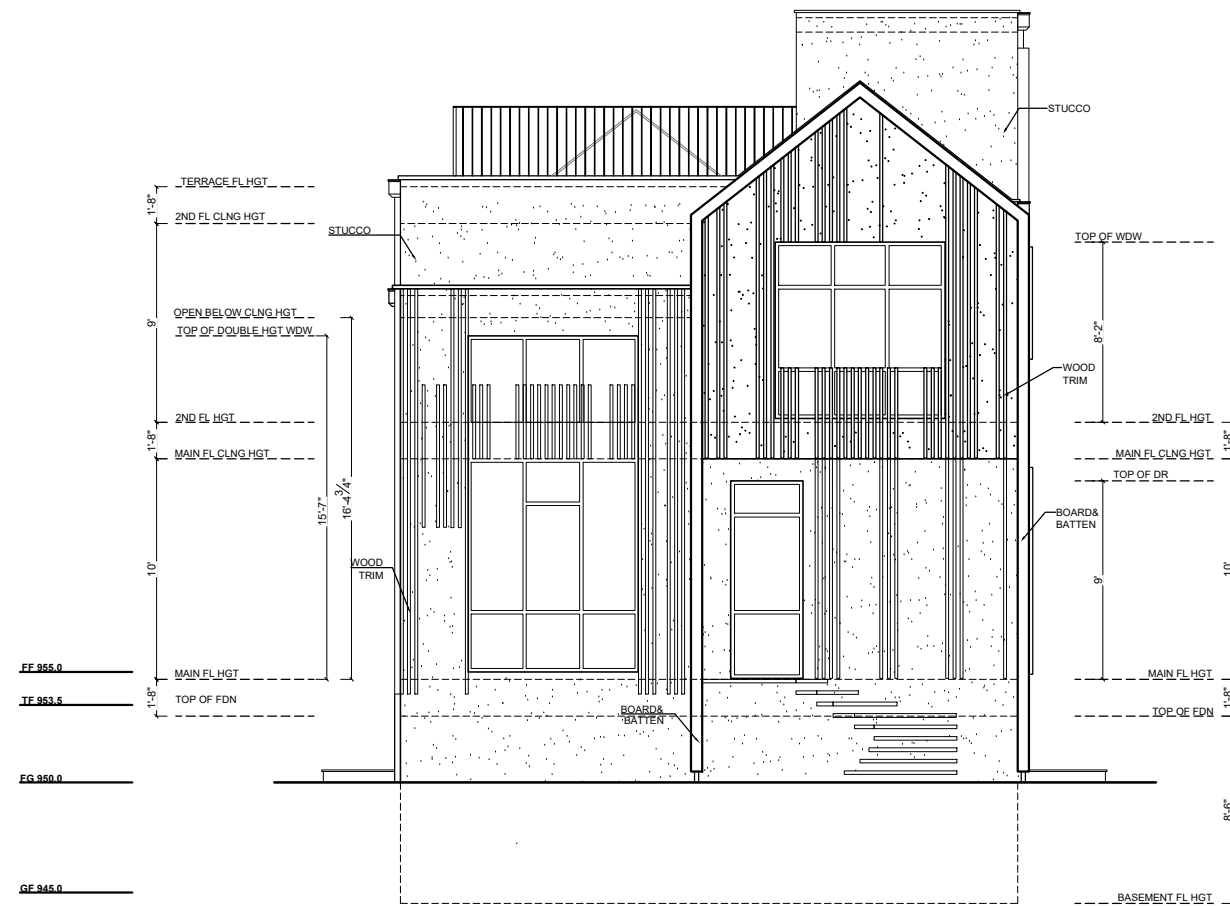 STUCCO
TERRACE FL HGT
1'-8"
2ND FL CLNG HGT
STUCCO
TOP OF WDW
OPEN BELOW CLNG HGT
9'
TOP OF DOUBLE HGT WDW
8'-2"
WOOD
TRIM
2ND FL HGT
2ND FL HGT
1'-8"
1'-8"
MAIN FL CLNG HGT
MAIN FL CLNG HGT
TOP OF DR
15'-7"
16'-4 3/4"
BOARD&
BATTEN
WOOD
TRIM
10'
9'
10'
FF 955.0
MAIN FL HGT
MAIN FL HGT
TF 953.5
1'-8"
TOP OF FDN
1'-8"
BOARD&
BATTEN
TOP OF FDN
FG 950.0
8'-6"
GF 945.0
BASEMENT FL HGT